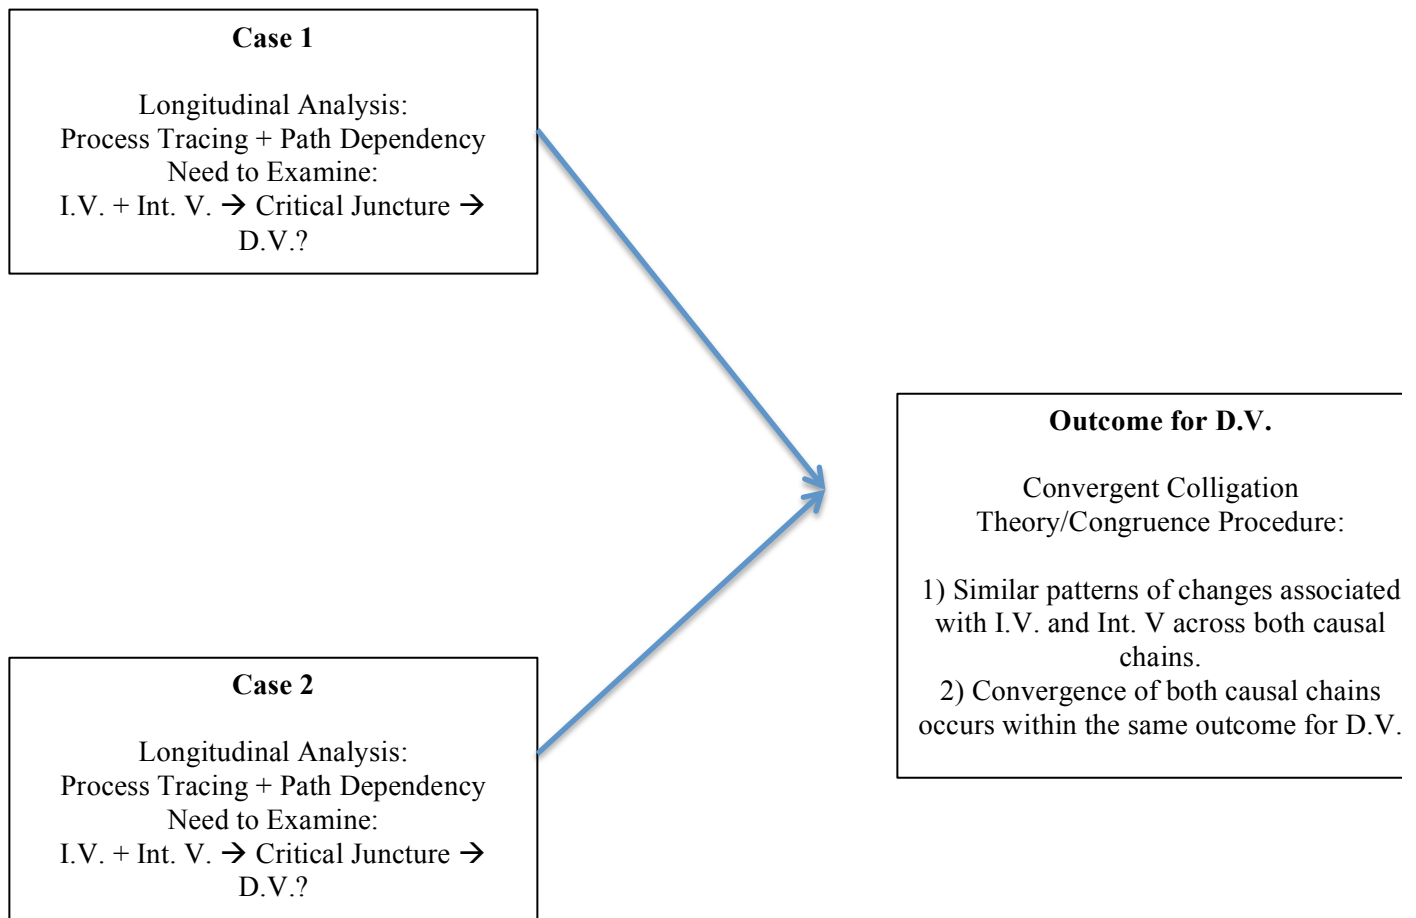 Case 1
Longitudinal Analysis:
Process Tracing + Path Dependency
Need to Examine:
I.V. + Int. V. → Critical Juncture →
D.V.?
Outcome for D.V.
Convergent Colligation
Theory/Congruence Procedure:
1) Similar patterns of changes associated
with I.V. and Int. V across both causal
chains.
2) Convergence of both causal chains
occurs within the same outcome for D.V.
Case 2
Longitudinal Analysis:
Process Tracing + Path Dependency
Need to Examine:
I.V. + Int. V. → Critical Juncture →
D.V.?